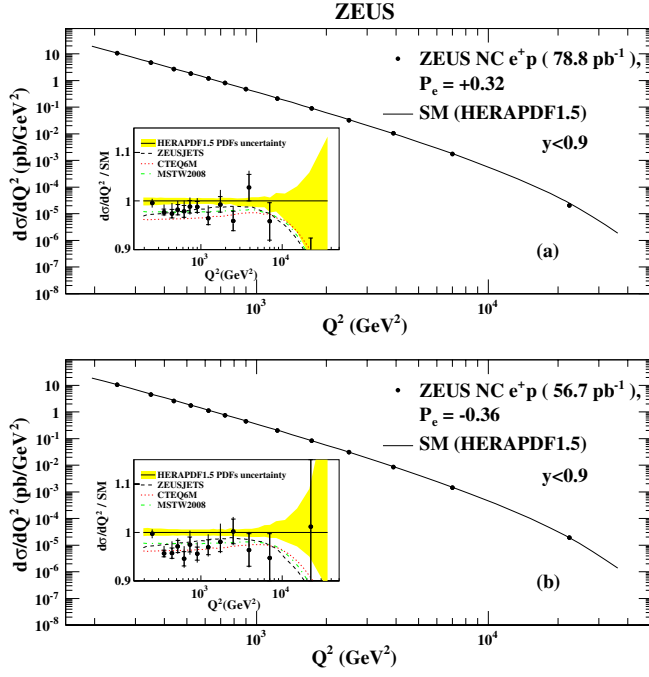 ZEUS
dσ/dQ² (pb/GeV²)
10
1
10⁻¹
10⁻²
10⁻³
10⁻⁴
10⁻⁵
10⁻⁶
10⁻⁷
10⁻⁸
ZEUS NC e⁺p ( 78.8 pb⁻¹ ),
Pₑ = +0.32
SM (HERAPDF1.5)
y<0.9
dσ/dQ² / SM
1.1
1
0.9
HERAPDF1.5 PDFs uncertainty
ZEUSJETS
CTEQ6M
MSTW2008
10³
10⁴
Q²(GeV²)
(a)
10³
10⁴
Q² (GeV²)
dσ/dQ² (pb/GeV²)
10
1
10⁻¹
10⁻²
10⁻³
10⁻⁴
10⁻⁵
10⁻⁶
10⁻⁷
10⁻⁸
ZEUS NC e⁺p ( 56.7 pb⁻¹ ),
Pₑ = -0.36
SM (HERAPDF1.5)
y<0.9
dσ/dQ² / SM
1.1
1
0.9
HERAPDF1.5 PDFs uncertainty
ZEUSJETS
CTEQ6M
MSTW2008
10³
10⁴
Q²(GeV²)
(b)
10³
10⁴
Q² (GeV²)